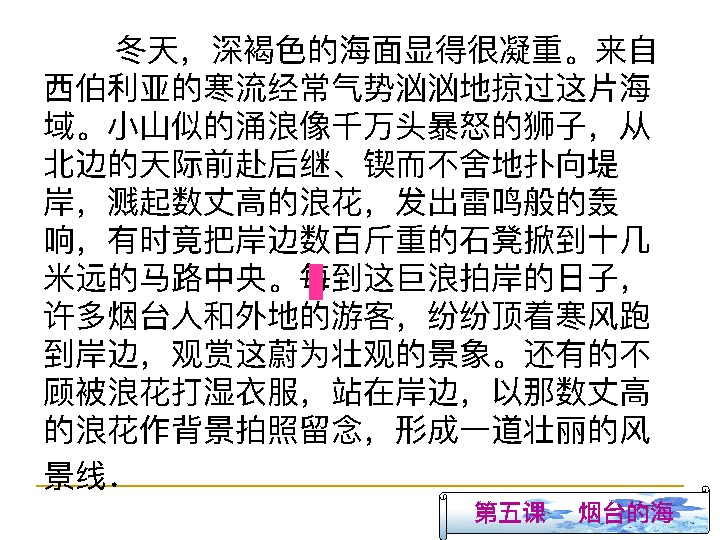 冬天，深褐色的海面显得很凝重。来自
西伯利亚的寒流经常气势汹汹地掠过这片海
域。小山似的涌浪像千万头暴怒的狮子，从
北边的天际前赴后继、锲而不舍地扑向堤
岸，溅起数丈高的浪花，发出雷鸣般的轰
响，有时竟把岸边数百斤重的石凳掀到十几
米远的马路中央。每到这巨浪拍岸的日子，
许多烟台人和外地的游客，纷纷顶着寒风跑
到岸边，观赏这蔚为壮观的景象。还有的不
顾被浪花打湿衣服，站在岸边，以那数丈高
的浪花作背景拍照留念，形成一道壮丽的风
景线.
第五课 烟台的海